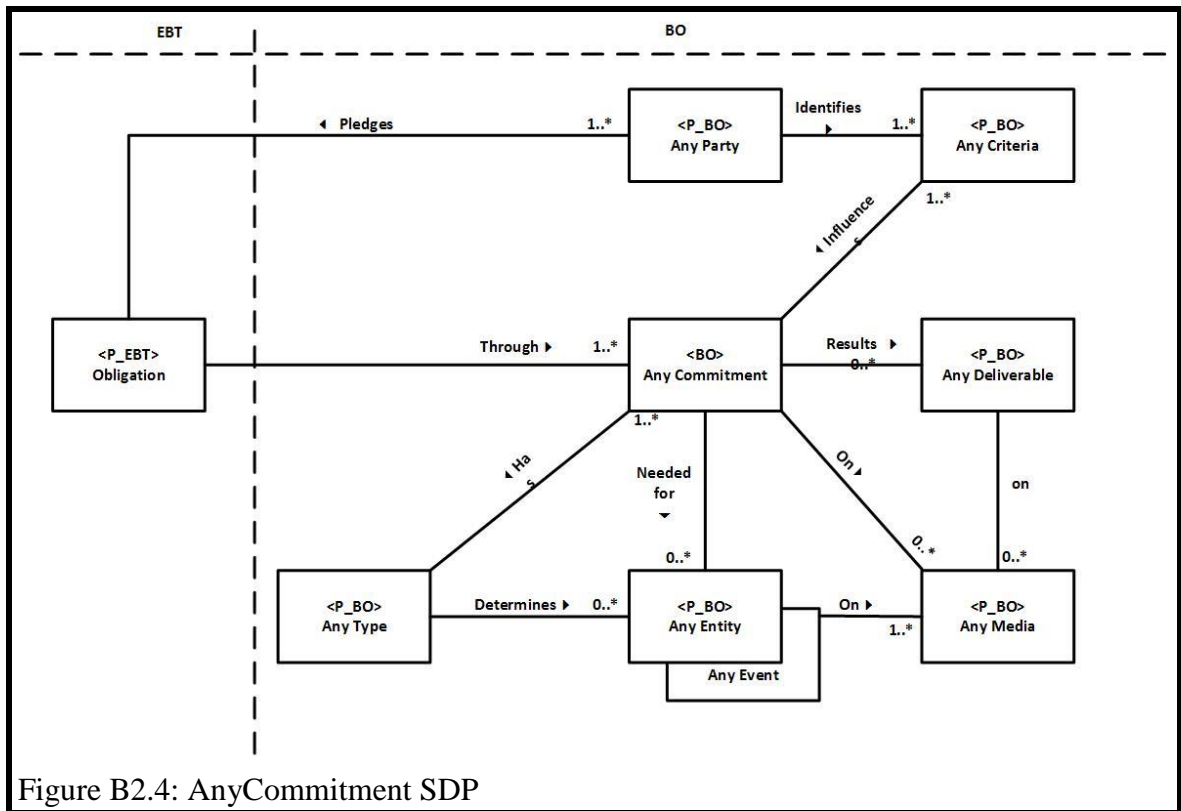 EBT
BO
◄ Pledges
1..*
<P_BO>
Any Party
Identifies
►
1..*
<P_BO>
Any Criteria
1..*
◄ Influence
s
<P_EBT>
Obligation
Through ►
1..*
<BO>
Any Commitment
Results ►
0..*
<P_BO>
Any Deliverable
1..*
◄ Ha
s
Needed
for
▼
0..*
On ►
0..*
on
0..*
<P_BO>
Any Type
Determines ►
0..*
<P_BO>
Any Entity
Any Event
On ►
1..*
<P_BO>
Any Media
Figure B2.4: AnyCommitment SDP